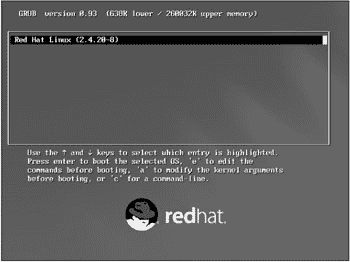 GRUB version 0.93 (638K lower / 260032K upper memory)
Red Hat Linux (2.4.20-8)
Use the ↑ and ↓ keys to select which entry is highlighted.
Press enter to boot the selected OS, 'e' to edit the
commands before booting, 'a' to modify the kernel arguments
before booting, or 'c' for a command-line.
redhat.